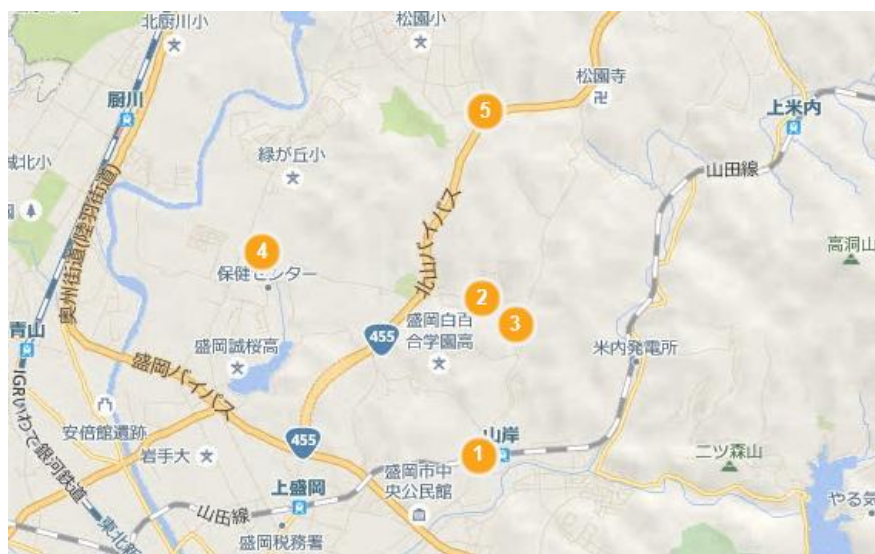 北厨川小
松園小
厨川
松園寺
上米内
城北小
緑が丘小
山田線
奥州街道(陸羽街道)
北山バイパス
高洞山
保健センター
盛岡白百
合学園高
455
青山
盛岡誠桜高
米内発電所
盛岡バイパス
IGRいわて銀河鉄道
安倍館遺跡
455
山岸
岩手大
二ツ森山
上盛岡
盛岡市中
央公民館
山田線
やる気
東北新
盛岡税務署
5
4
2
3
1